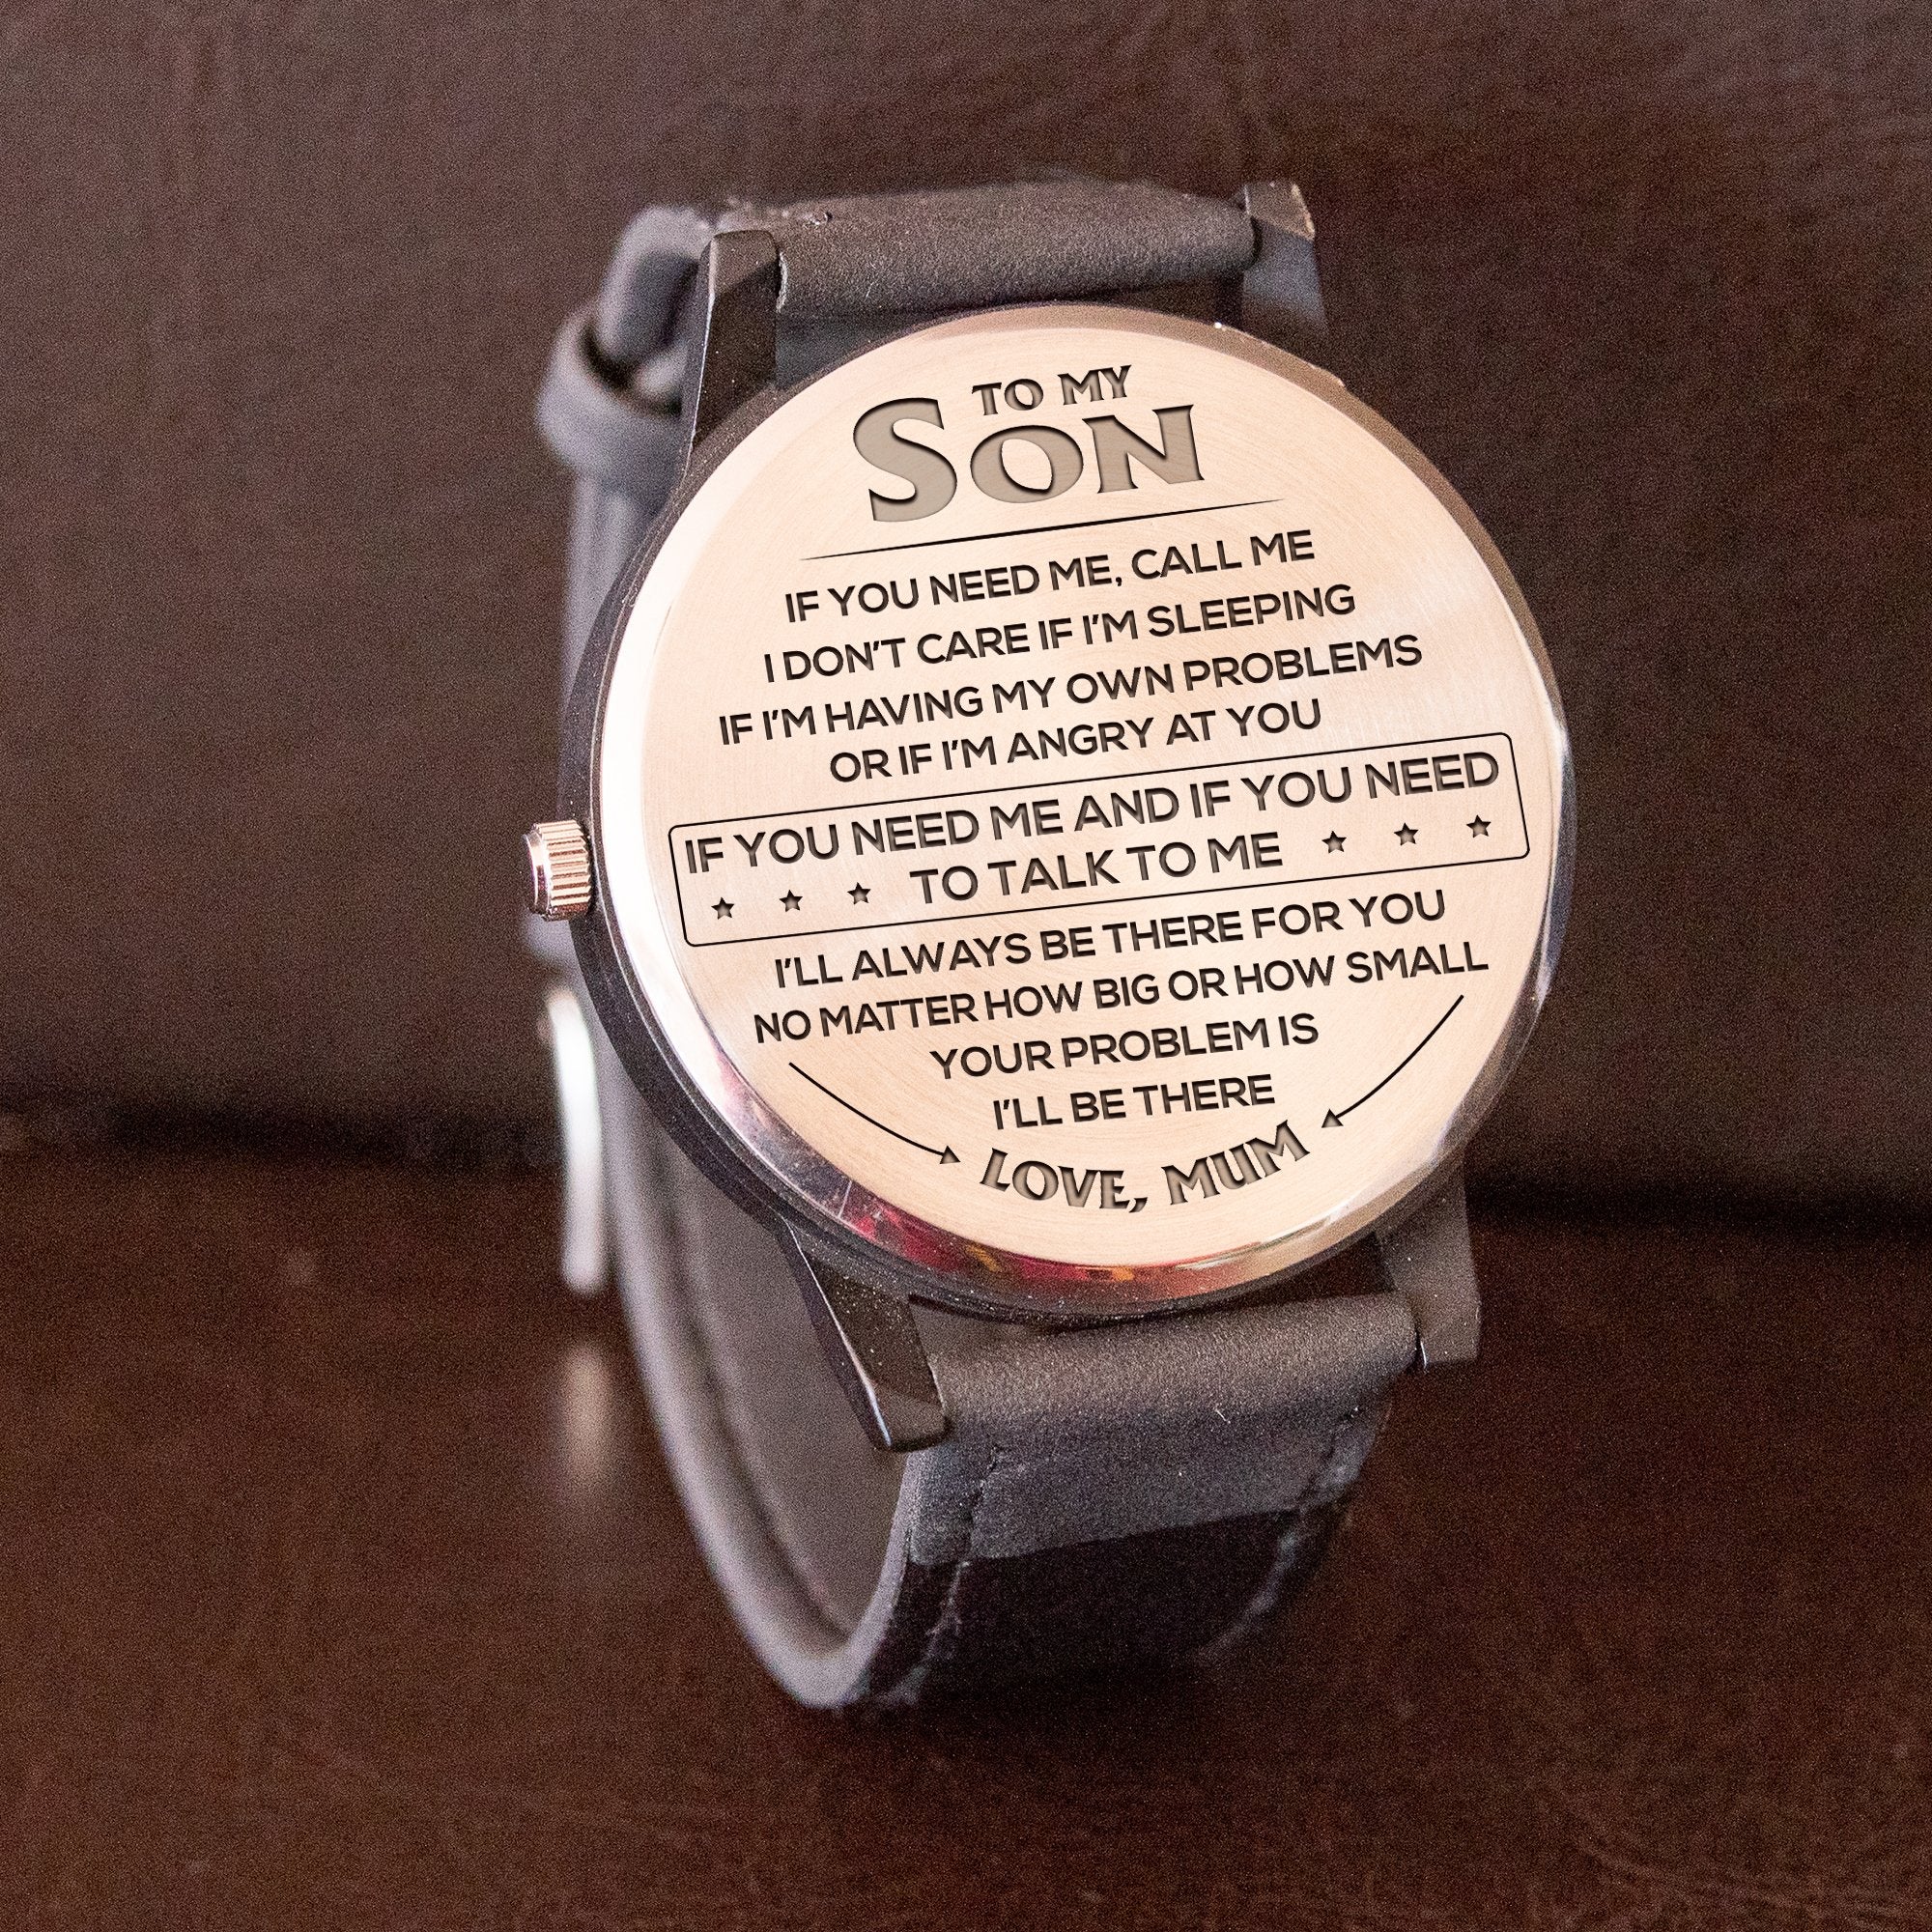 TO MY
SON
IF YOU NEED ME, CALL ME
I DON'T CARE IF I'M SLEEPING
IF I'M HAVING MY OWN PROBLEMS
OR IF I'M ANGRY AT YOU
IF YOU NEED ME AND IF YOU NEED
TO TALK TO ME
I'LL ALWAYS BE THERE FOR YOU
NO MATTER HOW BIG OR HOW SMALL
YOUR PROBLEM IS
I'LL BE THERE
LOVE, MUM